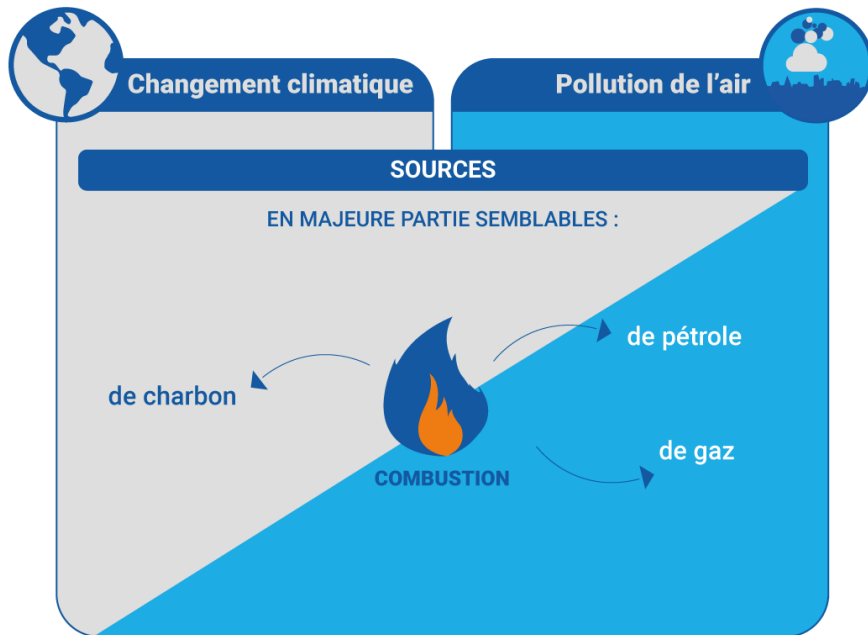 Changement climatique
Pollution de l'air
SOURCES
EN MAJEURE PARTIE SEMBLABLES :
de pétrole
de charbon
de gaz
COMBUSTION